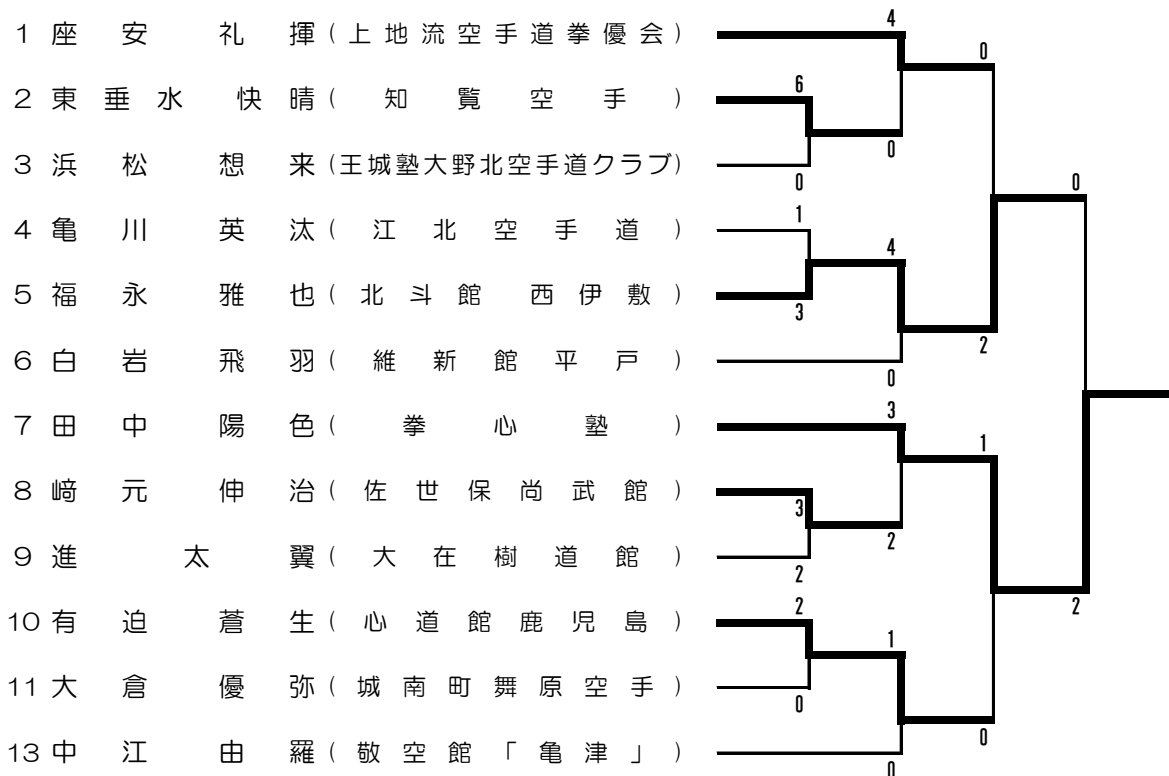 4
1 座安 礼揮 (上地流空手道拳優会)
0
6
2 東垂水 快晴 (知覧空手)
0
3 浜松 想来 (王城塾大野北空手道クラブ)
0
0
1
4 亀川 英汰 (江北空手道)
4
5 福永 雅也 (北斗館 西伊敷)
3
2
6 白岩 飛羽 (維新館平戸)
0
3
7 田中 陽色 (拳心塾)
1
8 﨑元 伸治 (佐世保尚武館)
3
2
9 進 太翼 (大在樹道館)
2
2
2
10 有迫 蒼生 (心道館鹿児島)
1
11 大倉 優弥 (城南町舞原空手)
0
0
13 中江 由羅 (敬空館「亀津」)
0